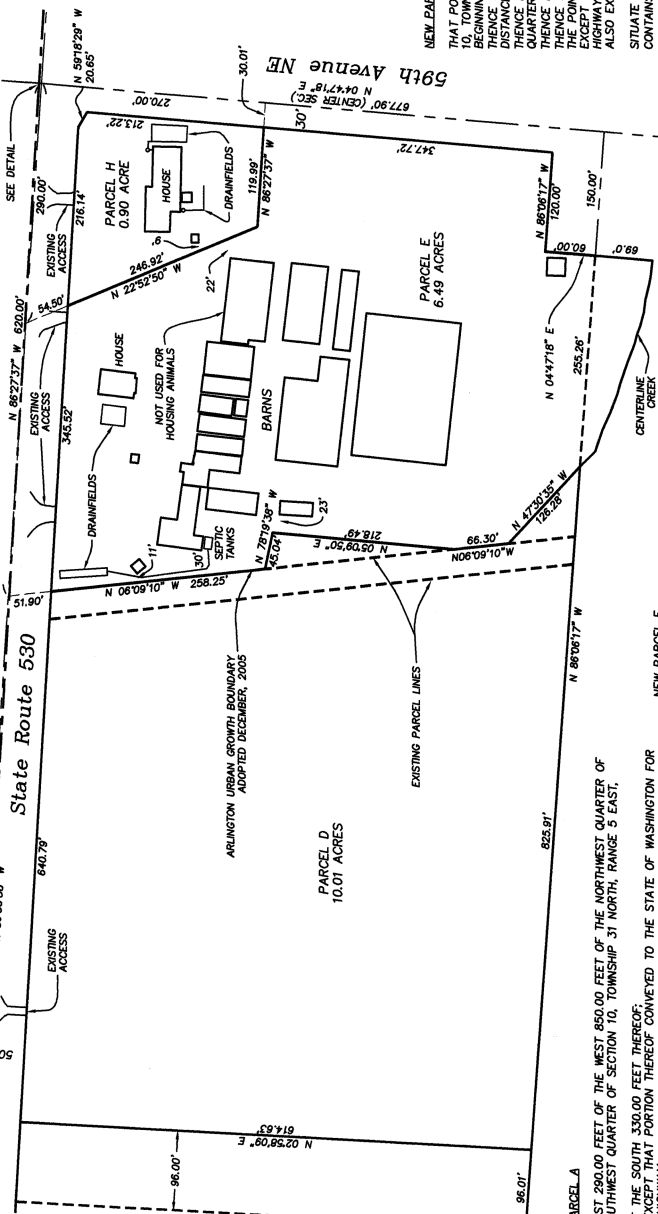 SEE DETAIL
N 59°18'29" W
20.65'
NEW PAR
THAT PO
10, TOWN
BEGINNIN
THENCE
DISTANC
THENCE
QUARTER
THENCE
THENCE
THE POIN
EXCEPT
HIGHWAY
ALSO EX
SITUATE
CONTAINS
59th Avenue NE
N 04°47'18" E
677.90' (CENTER SEC.)
30.01'
30'
270.00'
213.22'
347.72'
290.00'
EXISTING
ACCESS
216.14'
PARCEL H
0.90 ACRE
HOUSE
DRAINFIELDS
119.99'
N 86°27'37" W
9'
246.92'
N 22°52'50" W
22'
54.50'
620.00'
N 86°27'37" W
EXISTING
ACCESS
345.52'
HOUSE
DRAINFIELDS
NOT USED FOR
HOUSING ANIMALS
BARNS
PARCEL E
6.49 ACRES
N 86°06'17" W
120.00'
150.00'
60.00'
69.0'
N 04°47'18" E
255.26'
CENTERLINE
CREEK
11'
30'
SEPTIC
TANKS
N 78°19'36" W
45.04'
23'
N 05°09'50" E
218.49'
66.30'
N 47°30'35" W
126.28'
51.90'
N 06°09'01" W 258.25'
N06°09'01"W
State Route 530
640.79'
EXISTING
ACCESS
ARLINGTON URBAN GROWTH BOUNDARY
ADOPTED DECEMBER, 2005
EXISTING PARCEL LINES
N 86°06'17" W
825.91'
PARCEL D
10.01 ACRES
50
614.63'
N 02°58'09" E
96.00'
96.01'
NEW PARCEL E
ARCEL A
ST 290.00 FEET OF THE WEST 850.00 FEET OF THE NORTHWEST QUARTER OF
UTHWEST QUARTER OF SECTION 10, TOWNSHIP 31 NORTH, RANGE 5 EAST,
THE SOUTH 330.00 FEET THEREOF;
EXCEPT THAT PORTION THEREOF CONVEYED TO THE STATE OF WASHINGTON FOR